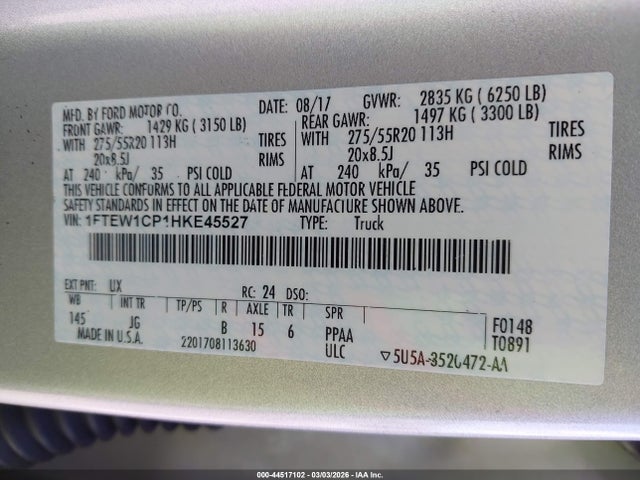 MFD. BY FORD MOTOR CO. DATE: 08/17 GVWR: 2835 KG ( 6250 LB)
FRONT GAWR: 1429 KG ( 3150 LB) REAR GAWR: 1497 KG ( 3300 LB)
WITH 275/55R20 113H TIRES WITH 275/55R20 113H TIRES
20x8.5J RIMS 20x8.5J RIMS
AT 240 kPa/ 35 PSI COLD AT 240 kPa/ 35 PSI COLD
THIS VEHICLE CONFORMS TO ALL APPLICABLE FEDERAL MOTOR VEHICLE
SAFETY STANDARDS IN EFFECT ON THE DATE OF MANUFACTURE SHOWN ABOVE.
VIN: 1FTEW1CP1HKE45527 TYPE: Truck
EXT PNT: UX RC: 24 DSO:
WB INT TR TP/PS R AXLE TR SPR
145 JG B 15 6 PPAA F0148
MADE IN U.S.A. 2201708113630 ULC T0891
▽5U5A-3520472-AA
000-44517102 | 03/03/2026 | IAA Inc.